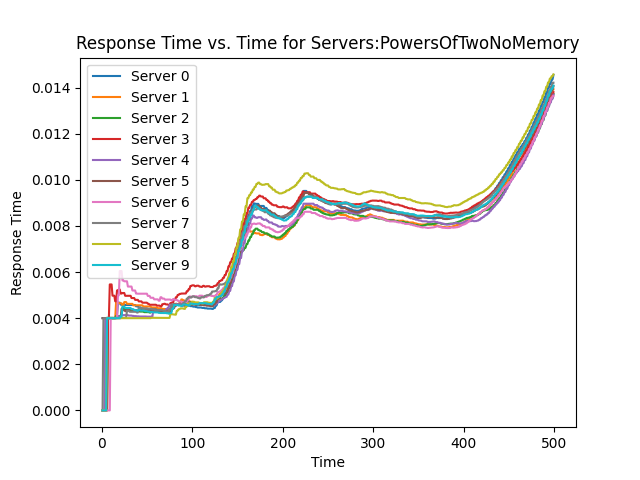 Response Time vs. Time for Servers:PowersOfTwoNoMemory
Response Time
0.014
0.012
0.010
0.008
0.006
0.004
0.002
0.000
Server 0
Server 1
Server 2
Server 3
Server 4
Server 5
Server 6
Server 7
Server 8
Server 9
0
100
200
300
400
500
Time